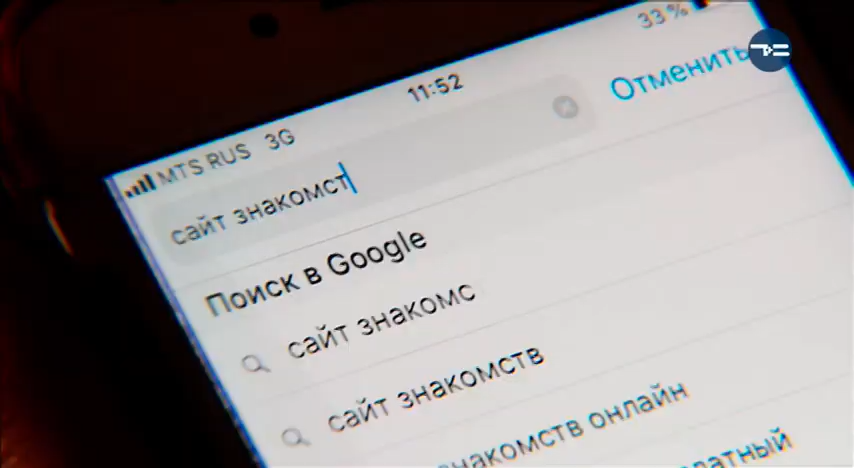 33 %
11:52
MTS RUS 3G
Отменить
сайт знакомст
Поиск в Google
сайт знакомс
сайт знакомств
знакомств онлайн